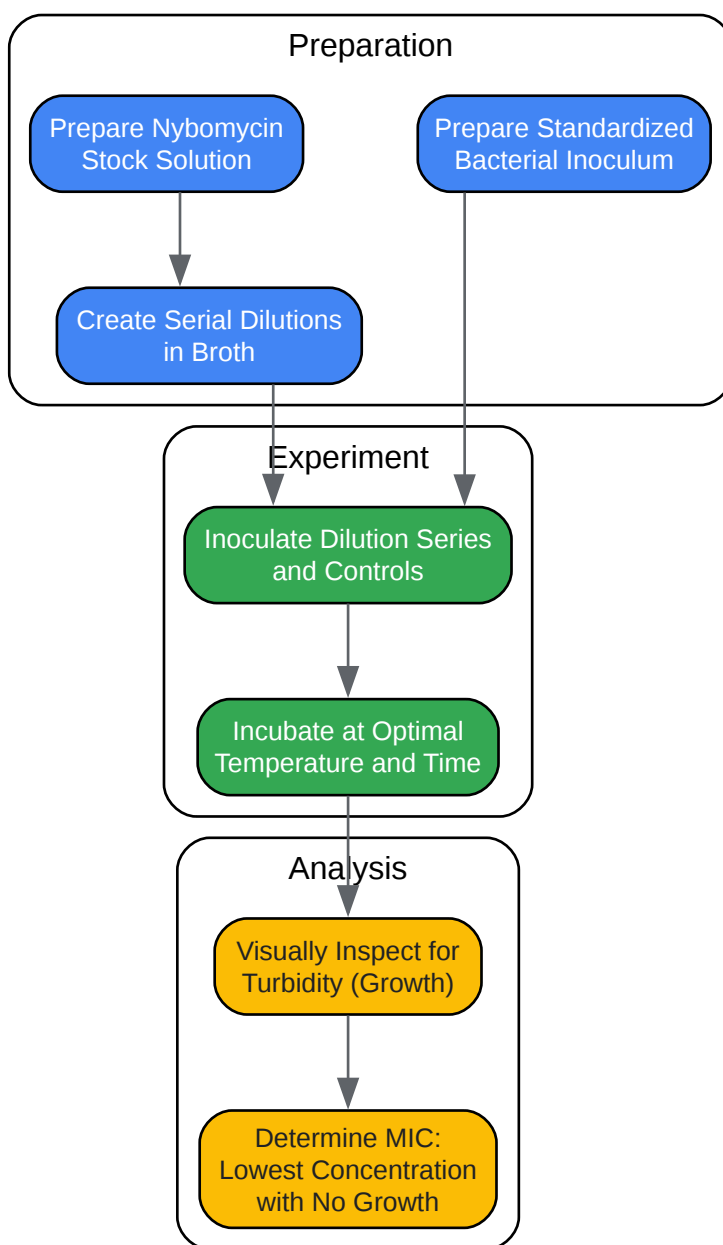 Preparation
Prepare Nybomycin
Stock Solution
Prepare Standardized
Bacterial Inoculum
Create Serial Dilutions
in Broth
Experiment
Inoculate Dilution Series
and Controls
Incubate at Optimal
Temperature and Time
Analysis
Visually Inspect for
Turbidity (Growth)
Determine MIC:
Lowest Concentration
with No Growth